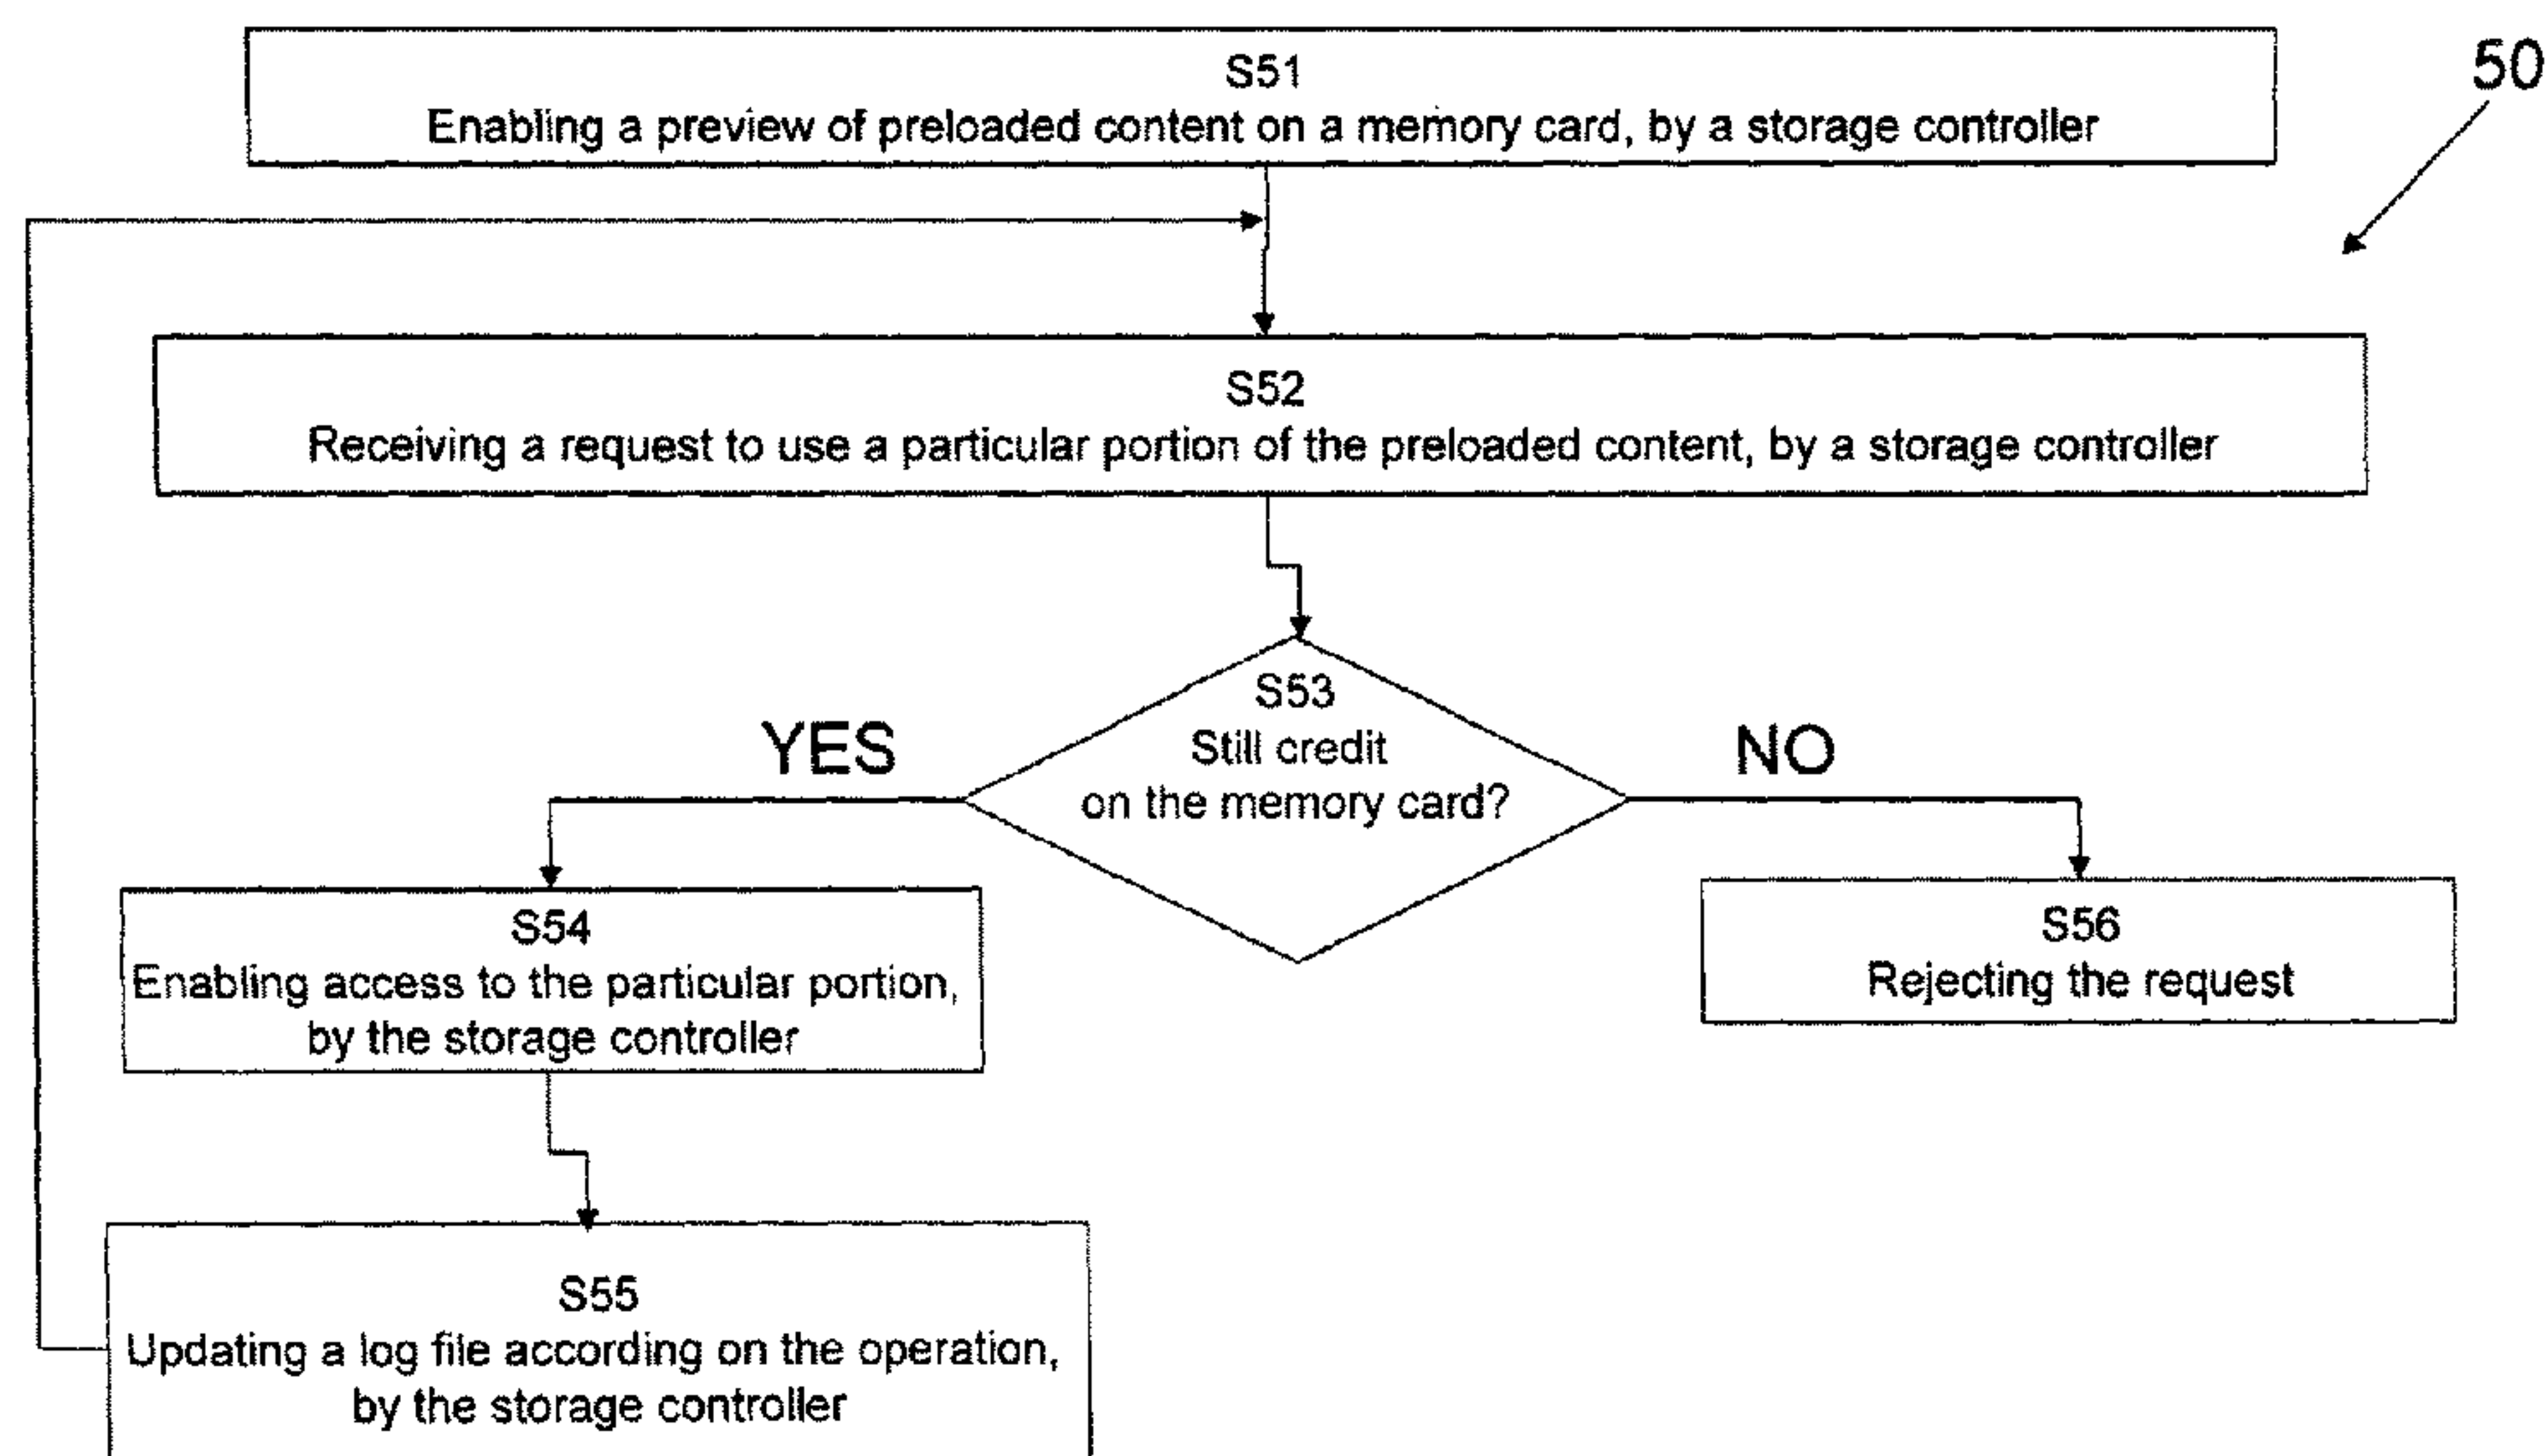 50
S51
Enabling a preview of preloaded content on a memory card, by a storage controller
S52
Receiving a request to use a particular portion of the preloaded content, by a storage controller
S53
Still credit
on the memory card?
YES
NO
S54
Enabling access to the particular portion,
by the storage controller
S56
Rejecting the request
S55
Updating a log file according on the operation,
by the storage controller